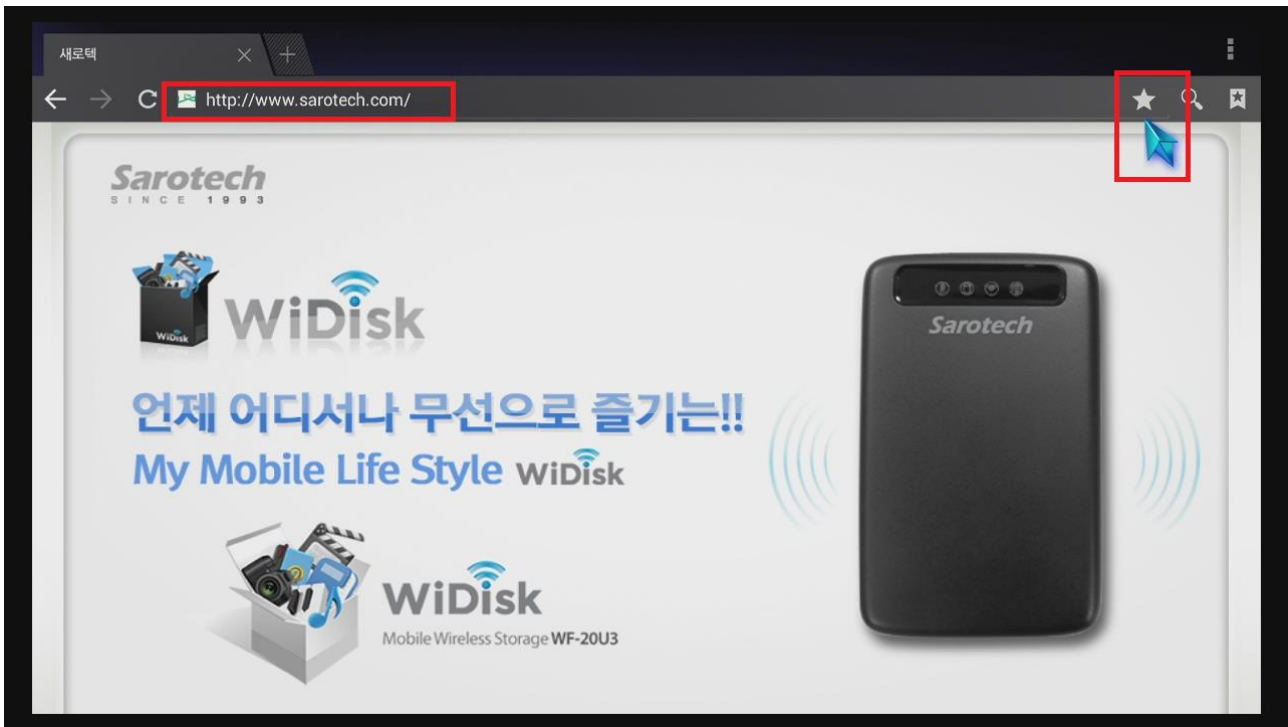 새로텍
http://www.sarotech.com/
Sarotech
SINCE 1993
WiDisk
WiDisk
언제 어디서나 무선으로 즐기는!!
My Mobile Life Style WiDisk
WiDisk
Mobile Wireless Storage WF-20U3
Sarotech